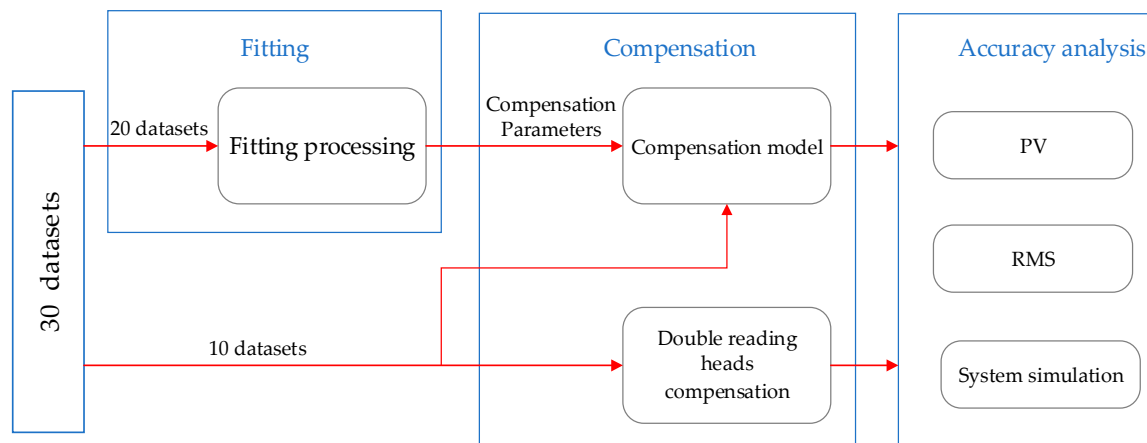 Fitting
Compensation
Accuracy analysis
30 datasets
20 datasets
Fitting processing
Compensation
Parameters
Compensation model
PV
RMS
10 datasets
Double reading
heads
compensation
System simulation